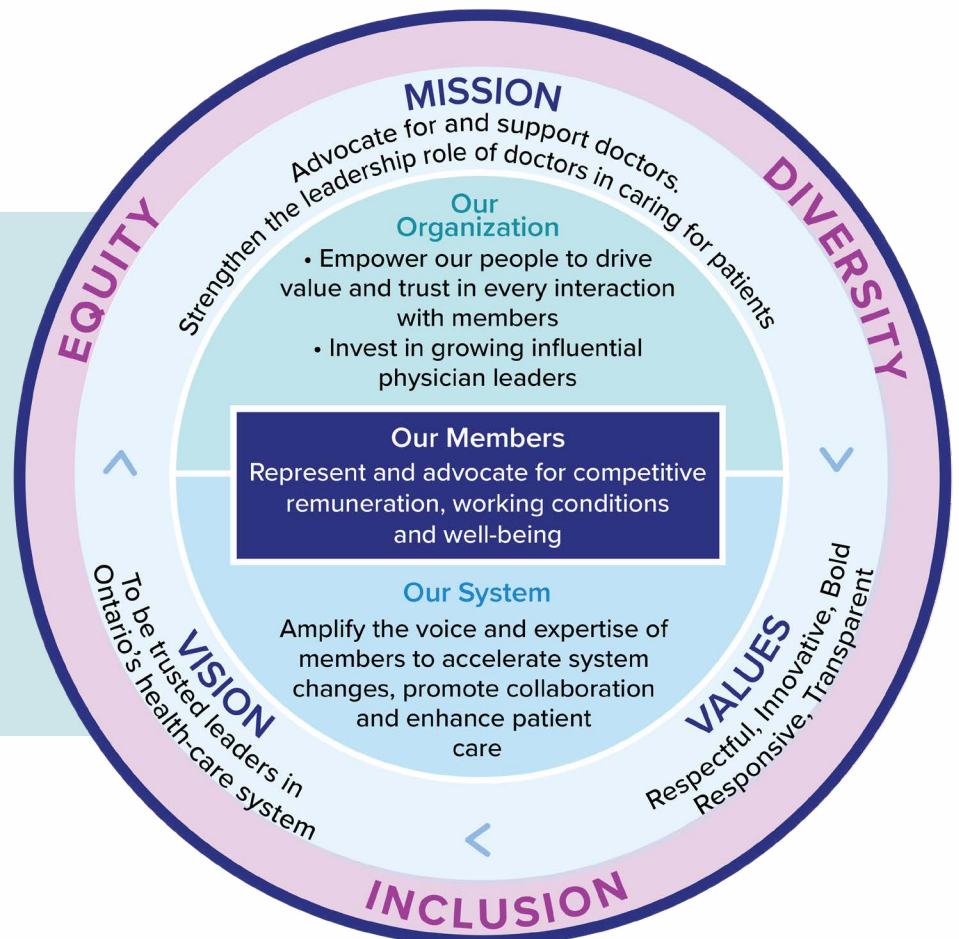 MISSION
Advocate for and support doctors.
Strengthen the leadership role of doctors in caring for patients
EQUITY
DIVERSITY
Our
Organization
• Empower our people to drive
value and trust in every interaction
with members
• Invest in growing influential
physician leaders
Our Members
Represent and advocate for competitive
remuneration, working conditions
and well-being
Our System
Amplify the voice and expertise of
members to accelerate system
changes, promote collaboration
and enhance patient
care
VISION
To be trusted leaders in
Ontario's health-care system
VALUES
Respectful, Innovative, Bold
Responsive, Transparent
INCLUSION